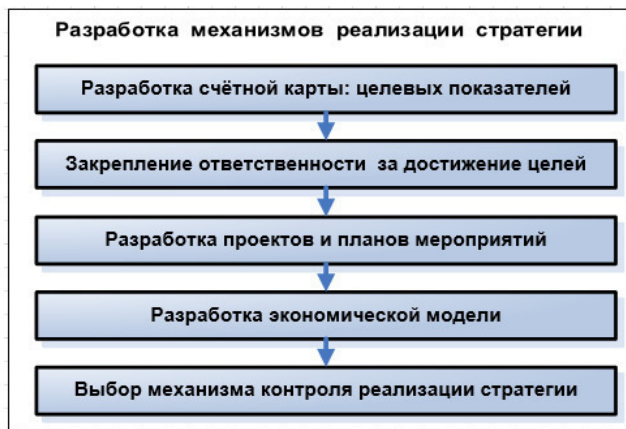 Разработка механизмов реализации стратегии
Разработка счётной карты: целевых показателей
Закрепление ответственности за достижение целей
Разработка проектов и планов мероприятий
Разработка экономической модели
Выбор механизма контроля реализации стратегии